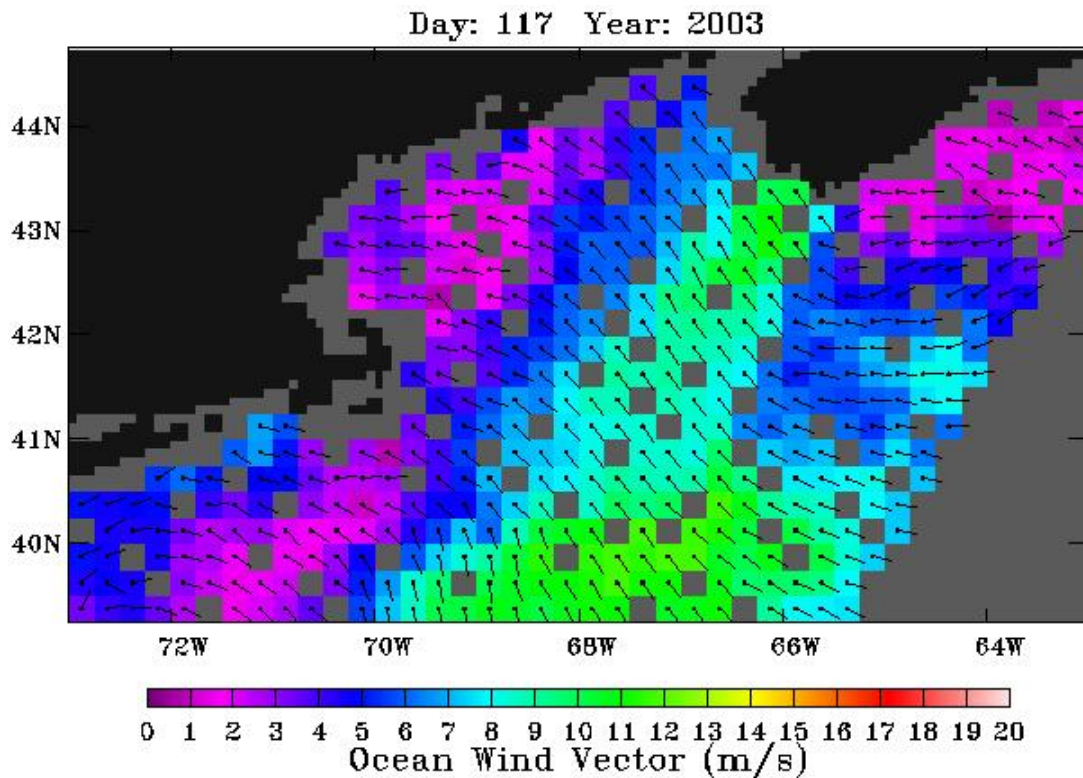 Day: 117 Year: 2003
44N
43N
42N
41N
40N
72W 70W 68W 66W 64W
0 1 2 3 4 5 6 7 8 9 10 11 12 13 14 15 16 17 18 19 20
Ocean Wind Vector (m/s)